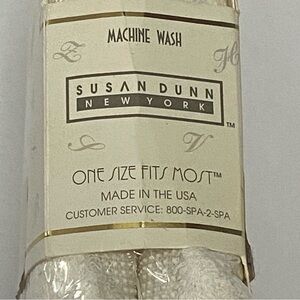 MACHINE WASH
SUSAN DUNN
NEW YORK
TM
ONE SIZE FITS MOST™
MADE IN THE USA
CUSTOMER SERVICE: 800-SPA-2-SPA